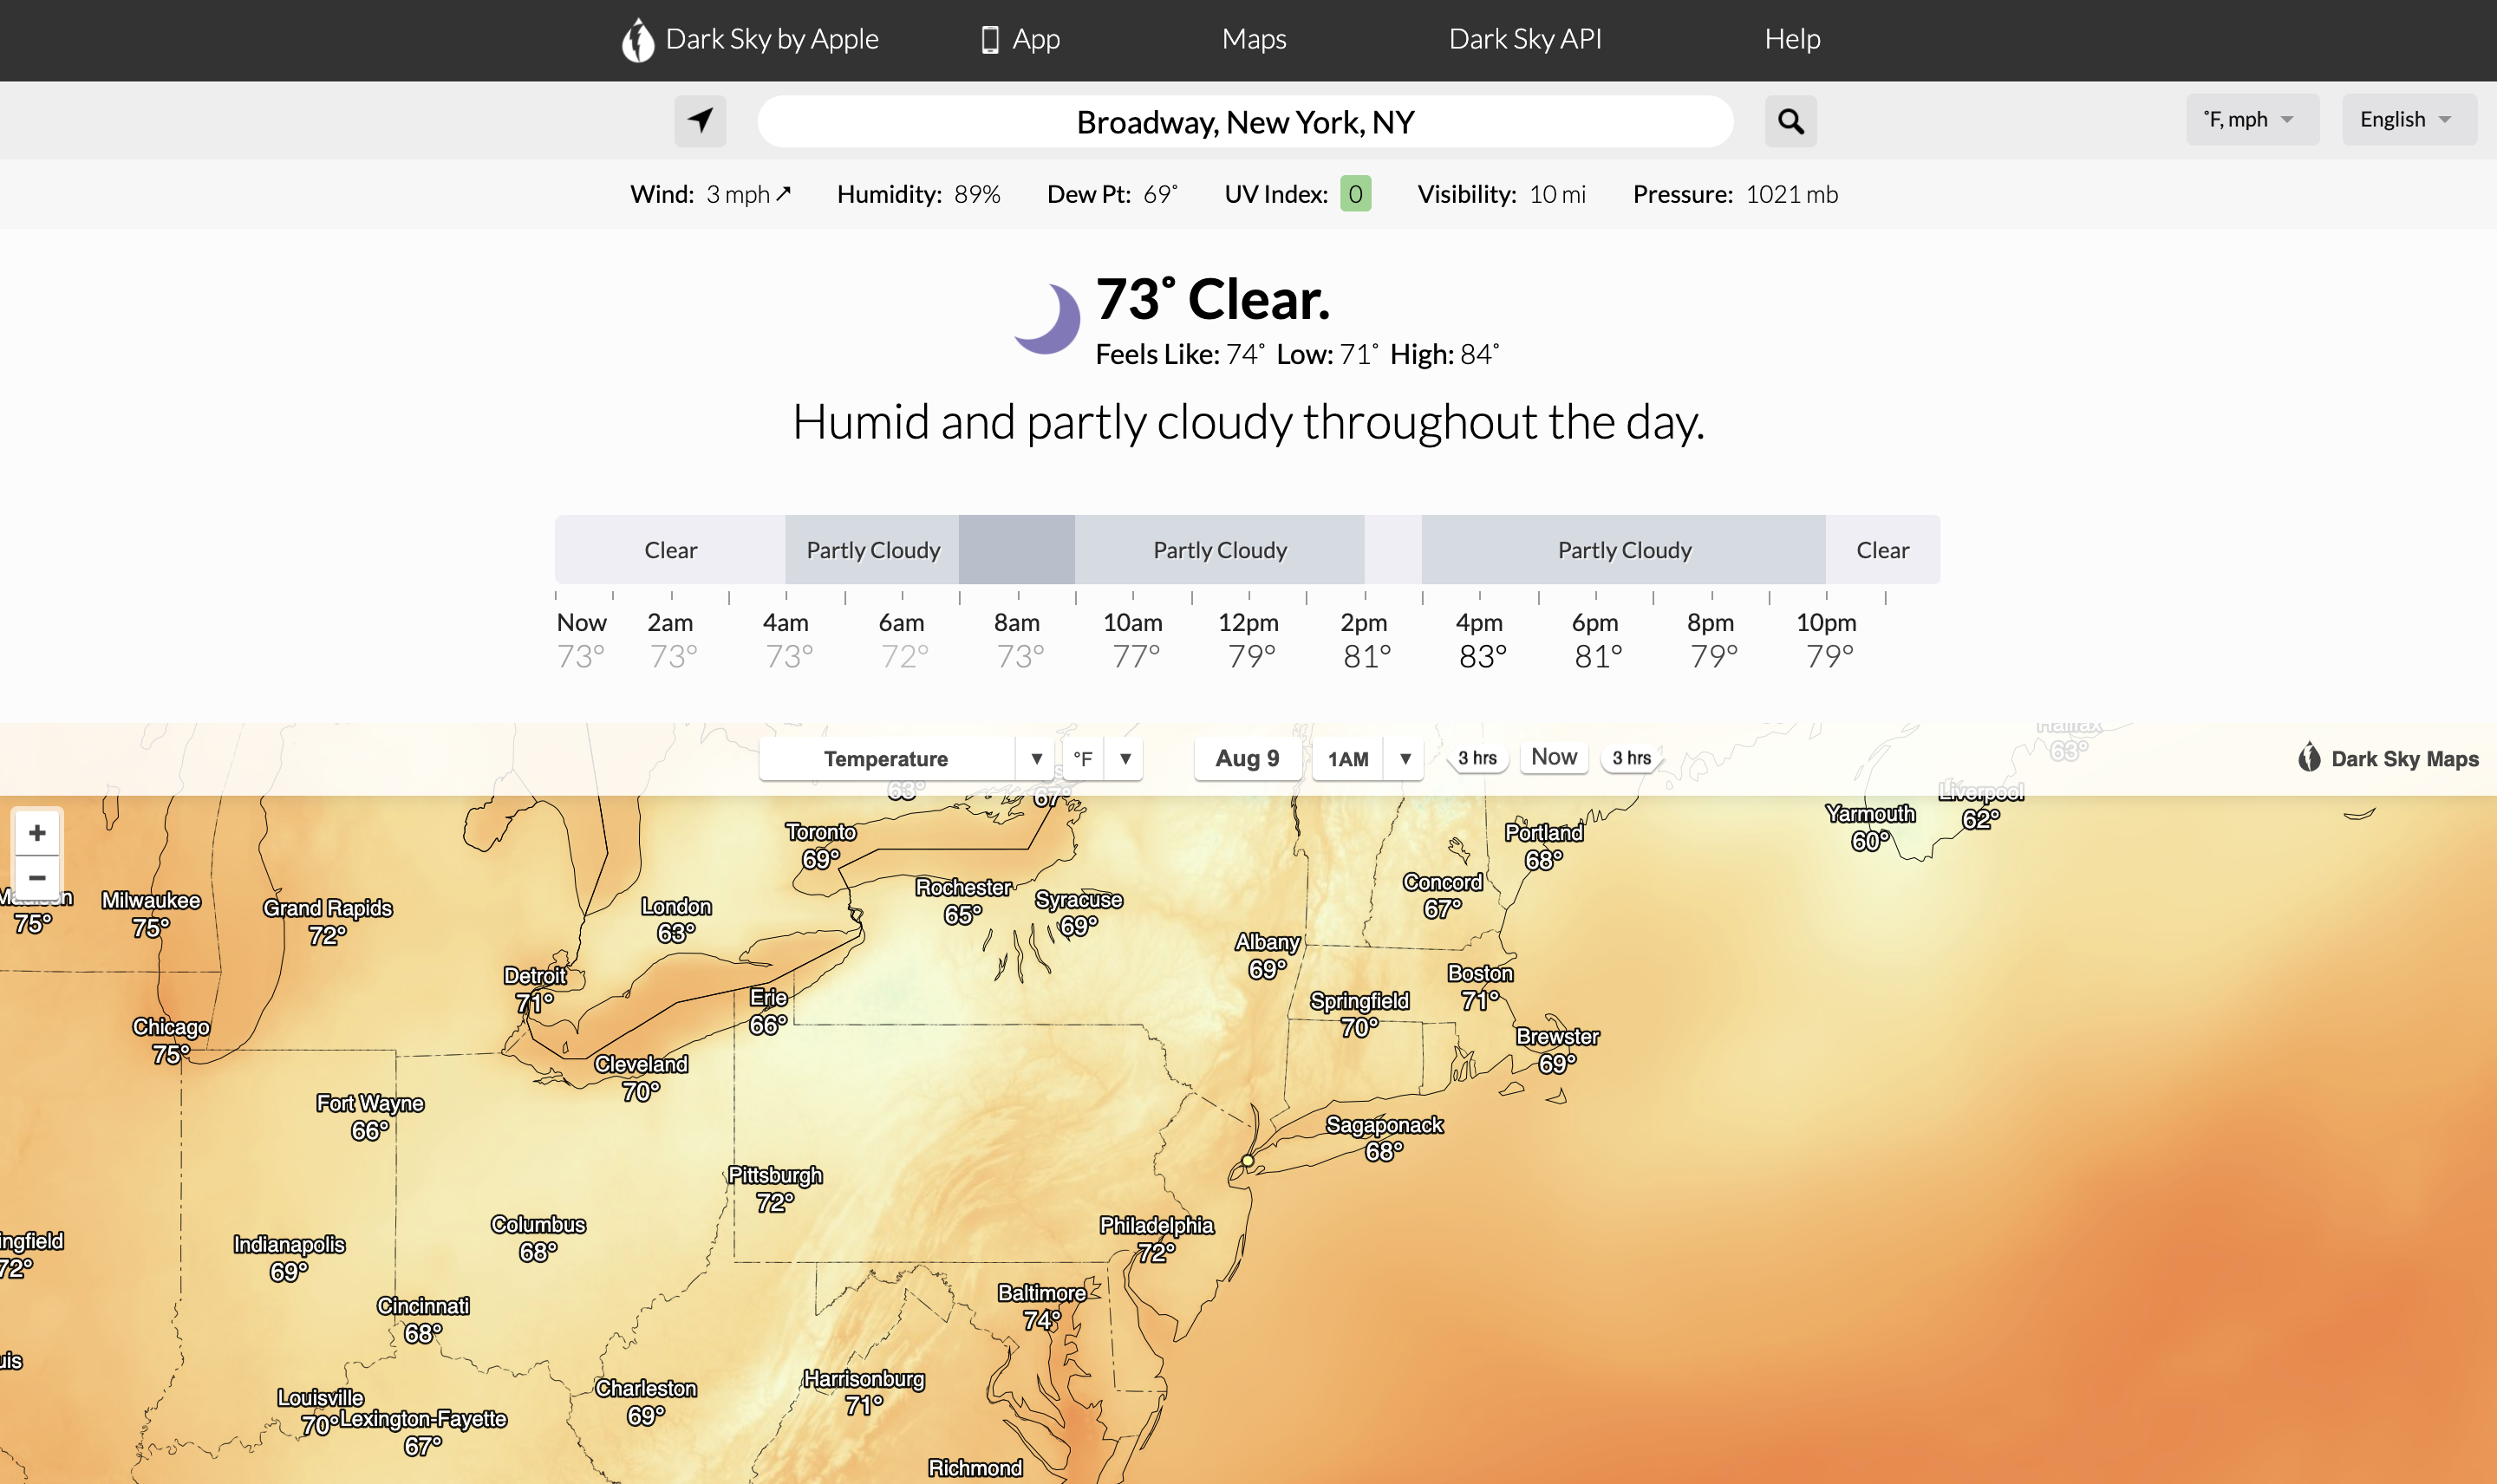 Dark Sky by Apple
App
Maps
Dark Sky API
Help
Broadway, New York, NY
˚F, mph
English
Wind: 3 mph
Humidity: 89%
Dew Pt: 69˚
UV Index: 0
Visibility: 10 mi
Pressure: 1021 mb
73˚ Clear.
Feels Like: 74˚ Low: 71˚ High: 84˚
Humid and partly cloudy throughout the day.
Clear
Partly Cloudy
Partly Cloudy
Partly Cloudy
Clear
Now 2am 4am 6am 8am 10am 12pm 2pm 4pm 6pm 8pm 10pm
73° 73° 73° 72° 73° 77° 79° 81° 83° 81° 79° 79°
Temperature
°F
Aug 9
1AM
3 hrs
Now
3 hrs
Dark Sky Maps
Halifax
63°
63°
67°
Liverpool
62°
Yarmouth
60°
+
−
Toronto
69°
Portland
68°
75°
Milwaukee
75°
Grand Rapids
72°
London
63°
Rochester
65°
Syracuse
69°
Concord
67°
Albany
69°
Detroit
71°
Boston
71°
Erie
66°
Springfield
70°
Chicago
75°
Brewster
69°
Cleveland
70°
Fort Wayne
66°
Sagaponack
68°
Pittsburgh
72°
Columbus
68°
Philadelphia
72°
ingfield
72°
Indianapolis
69°
Baltimore
74°
Cincinnati
68°
uis
Harrisonburg
71°
Charleston
69°
Louisville
70°
Lexington-Fayette
67°
Richmond